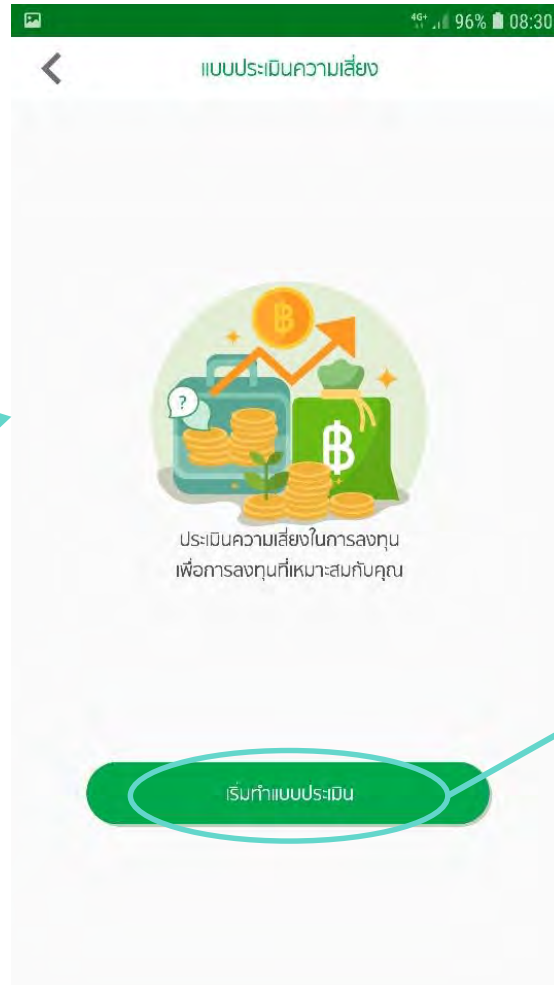 4G+ 96% 08:30
แบบประเมินความเสี่ยง
฿
?
฿
ประเมินความเสี่ยงในการลงทุน
เพื่อการลงทุนที่เหมาะสมกับคุณ
เริ่มทำแบบประเมิน